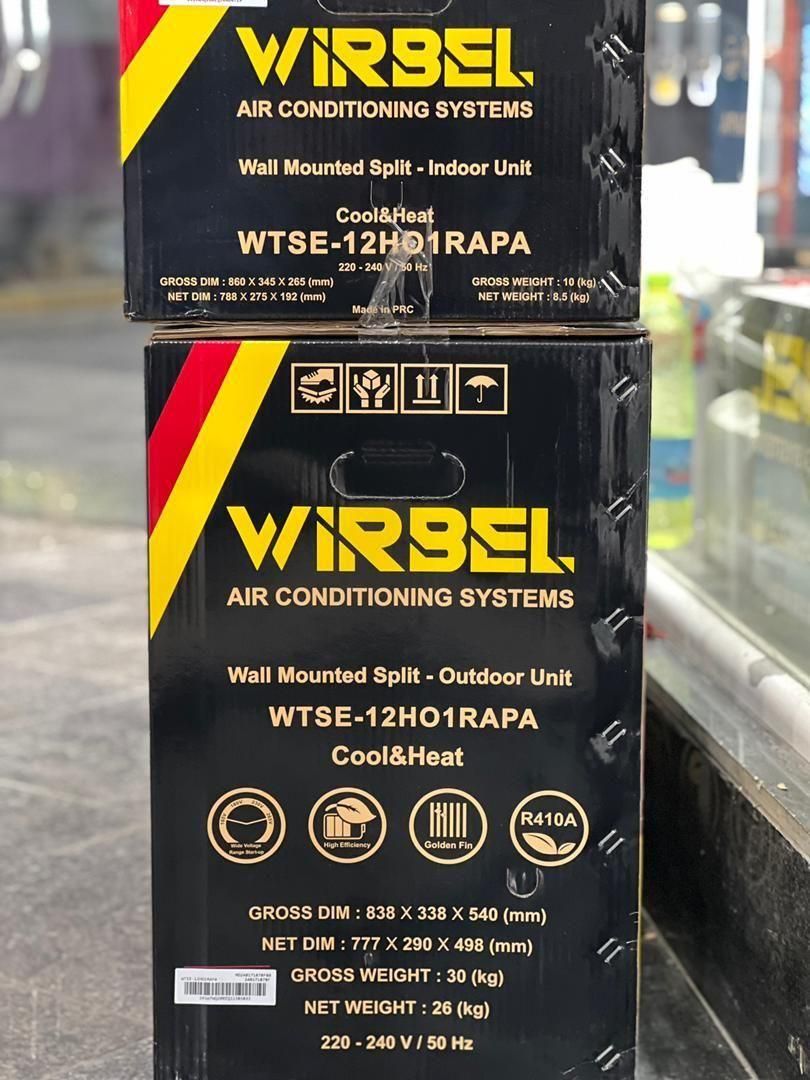 WIRBEL
AIR CONDITIONING SYSTEMS
Wall Mounted Split - Indoor Unit
Cool&Heat
WTSE-12HO1RAPA
220 - 240 V / 50 Hz
GROSS DIM : 860 X 345 X 265 (mm)
NET DIM : 788 X 275 X 192 (mm)
GROSS WEIGHT : 10 (kg)
NET WEIGHT : 8,5 (kg)
Made in PRC
WIRBEL
AIR CONDITIONING SYSTEMS
Wall Mounted Split - Outdoor Unit
WTSE-12HO1RAPA
Cool&Heat
Wide Voltage
Range Start-up
High Efficiency
Golden Fin
R410A
GROSS DIM : 838 X 338 X 540 (mm)
NET DIM : 777 X 290 X 498 (mm)
GROSS WEIGHT : 30 (kg)
NET WEIGHT : 26 (kg)
220 - 240 V / 50 Hz
WTSE-12HO1RAPA